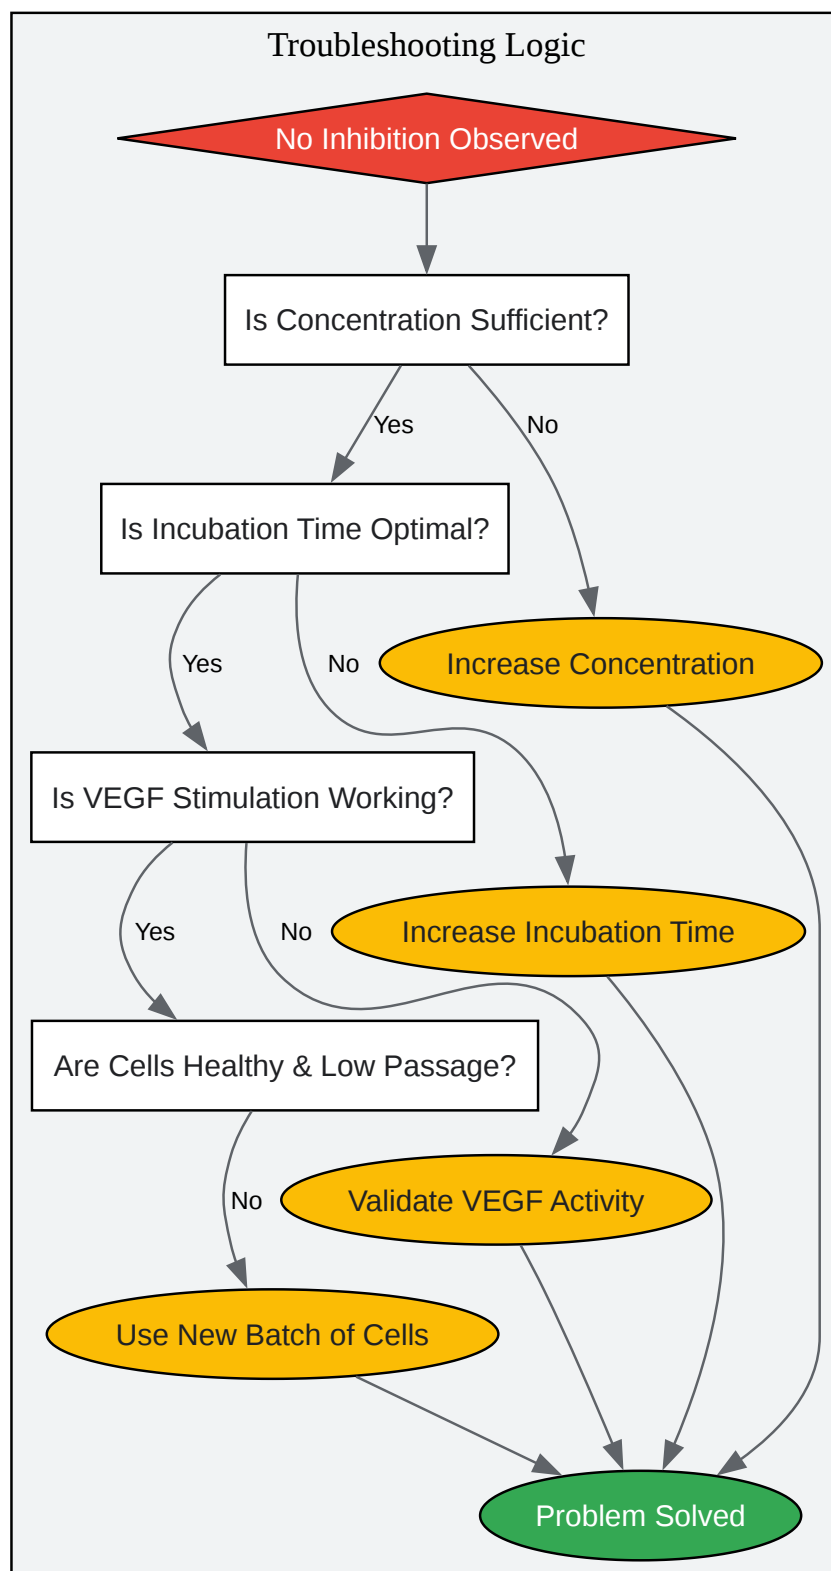 Troubleshooting Logic
No Inhibition Observed
Is Concentration Sufficient?
Yes
No
Is Incubation Time Optimal?
Yes
No
Increase Concentration
Is VEGF Stimulation Working?
Yes
No
Increase Incubation Time
Are Cells Healthy & Low Passage?
No
Validate VEGF Activity
Use New Batch of Cells
Problem Solved